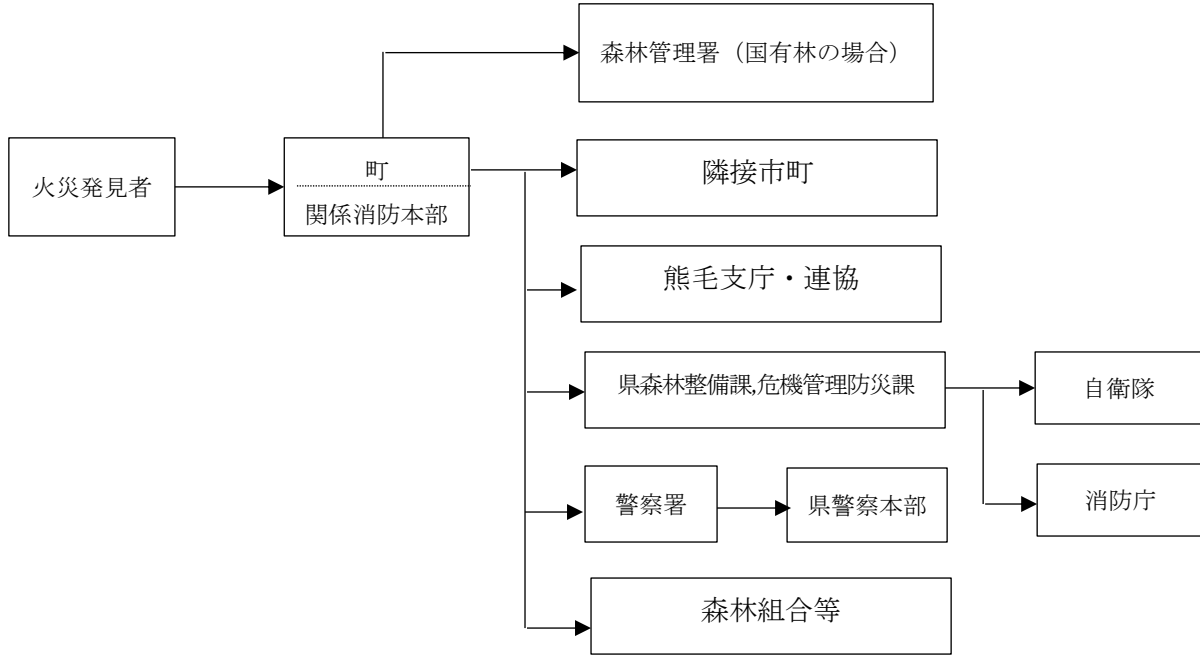 森林管理署（国有林の場合）
火災発見者
町
関係消防本部
隣接市町
熊毛支庁・連協
県森林整備課,危機管理防災課
自衛隊
消防庁
警察署
県警察本部
森林組合等